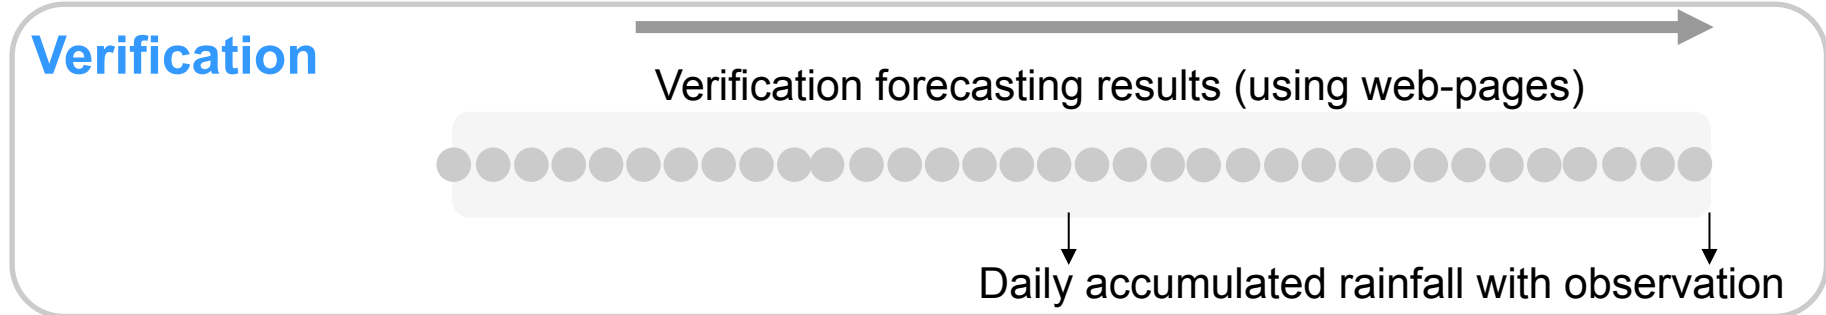 Verification
Verification forecasting results (using web-pages)
Daily accumulated rainfall with observation